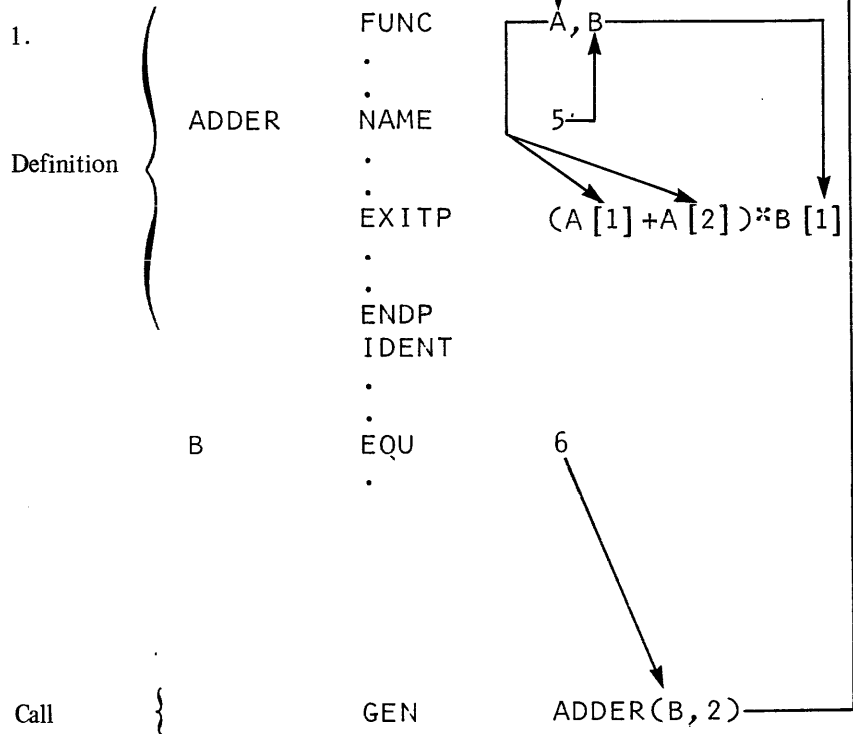 1. FUNC A,B
.
.
ADDER NAME 5
Definition .
.
EXITP (A[1]+A[2])*B[1]
.
.
ENDP
IDENT
.
.
B EQU 6
.
Call { GEN ADDER(B,2)